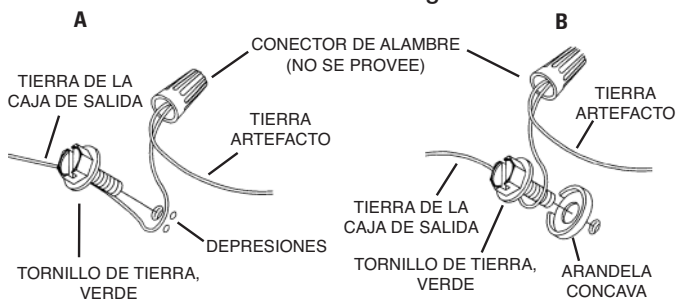 A
B
CONECTOR DE ALAMBRE
(NO SE PROVEE)
TIERRA DE LA
CAJA DE SALIDA
TIERRA
ARTEFACTO
DEPRESIONES
TORNILLO DE TIERRA,
VERDE
TIERRA
ARTEFACTO
TIERRA DE LA
CAJA DE SALIDA
TORNILLO DE TIERRA,
VERDE
ARANDELA
CONCAVA